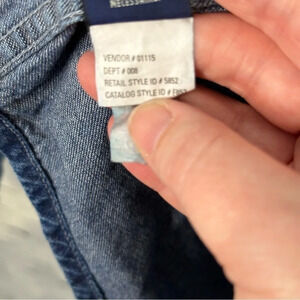 VENDOR # 01115
DEPT # 008
RETAIL STYLE ID # 5852
CATALOG STYLE ID #